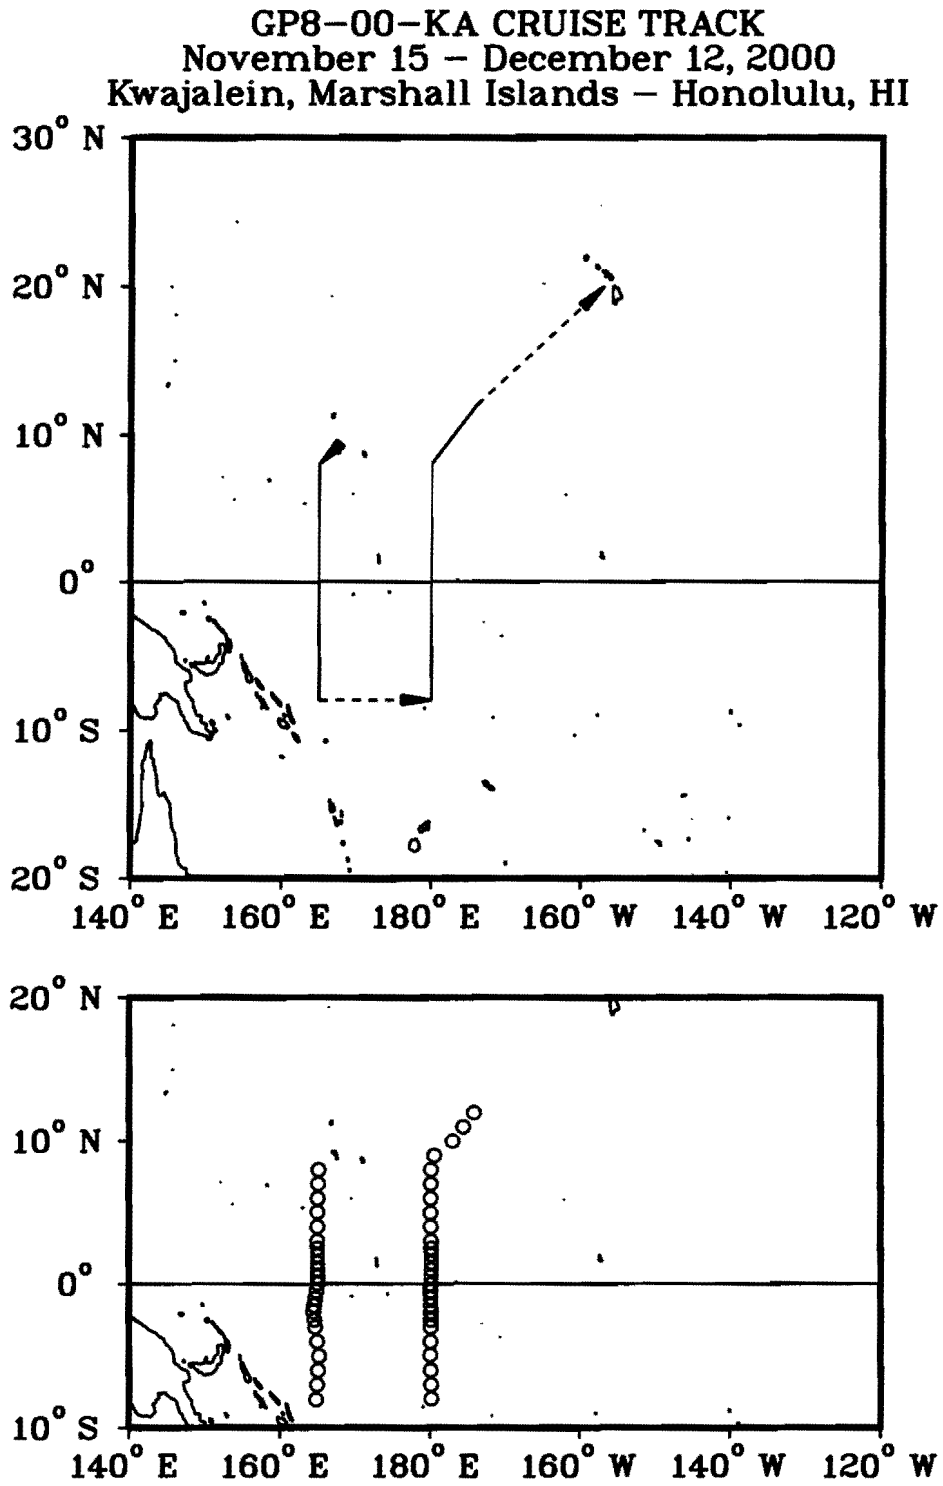 GP8-00-KA CRUISE TRACK
November 15 - December 12, 2000
Kwajalein, Marshall Islands - Honolulu, HI
30° N
20° N
10° N
0°
10° S
20° S
140° E 160° E 180° 160° W 140° W 120° W
20° N
10° N
0°
10° S
140° E 160° E 180° 160° W 140° W 120° W